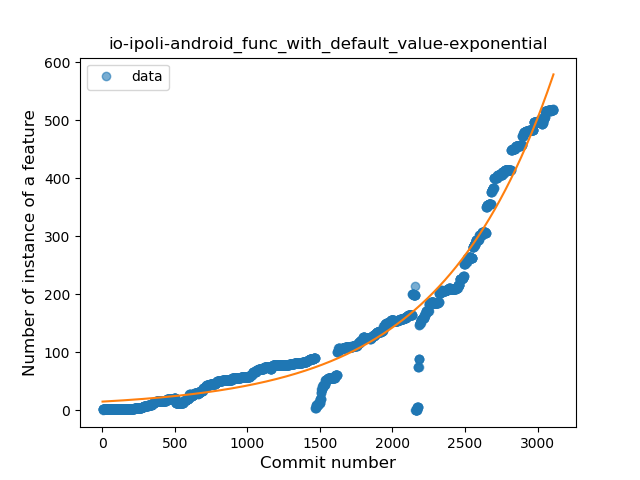 io-ipoli-android_func_with_default_value-exponential
data
Number of instance of a feature
600
500
400
300
200
100
0
0 500 1000 1500 2000 2500 3000
Commit number